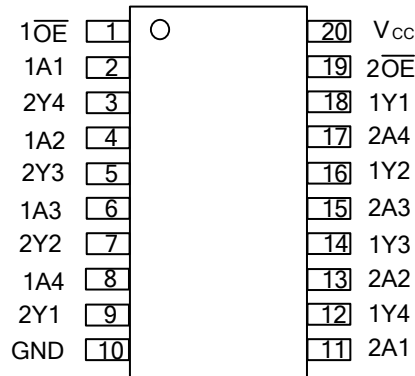 1O̅E̅ 1 20 Vcc
1A1 2 19 2O̅E̅
2Y4 3 18 1Y1
1A2 4 17 2A4
2Y3 5 16 1Y2
1A3 6 15 2A3
2Y2 7 14 1Y3
1A4 8 13 2A2
2Y1 9 12 1Y4
GND 10 11 2A1